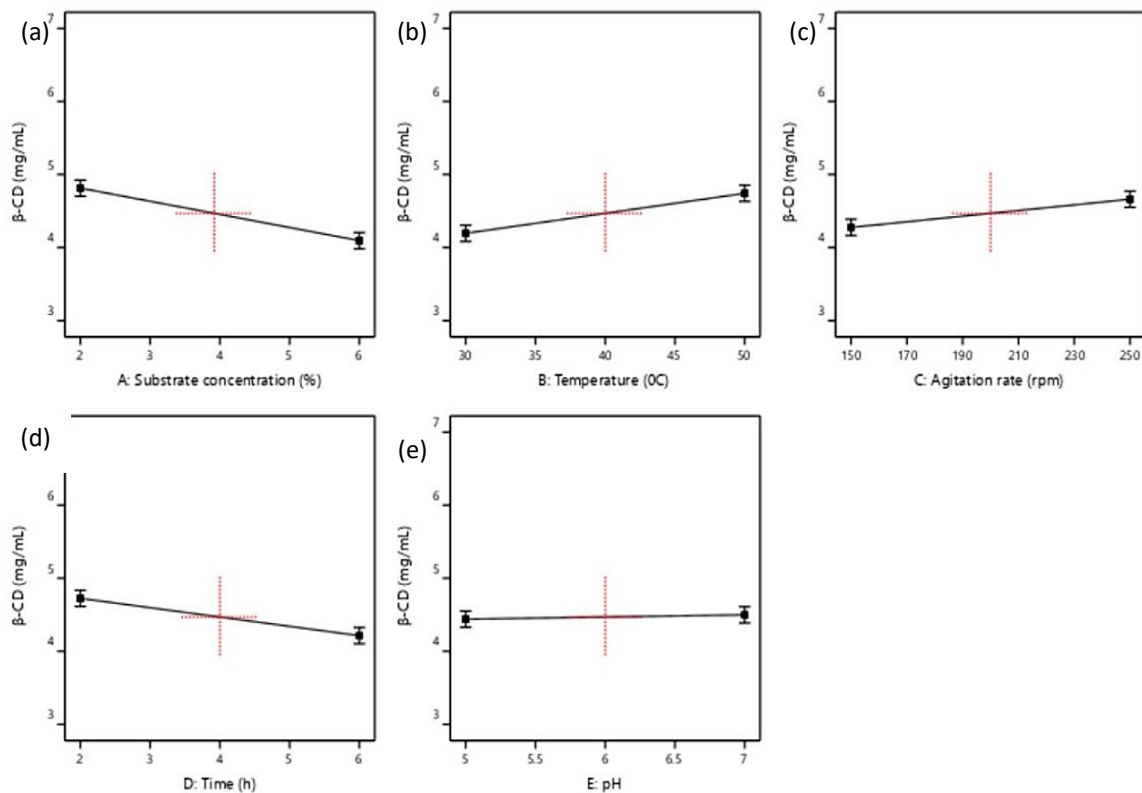 (a)
7
6
5
4
3
β-CD (mg/mL)
2 3 4 5 6
A: Substrate concentration (%)
(b)
7
6
5
4
3
β-CD (mg/mL)
30 35 40 45 50
B: Temperature (0C)
(c)
7
6
5
4
3
β-CD (mg/mL)
150 170 190 210 230 250
C: Agitation rate (rpm)
(d)
6
5
4
3
β-CD (mg/mL)
2 3 4 5 6
D: Time (h)
(e)
7
6
5
4
3
β-CD (mg/mL)
5 5.5 6 6.5 7
E: pH